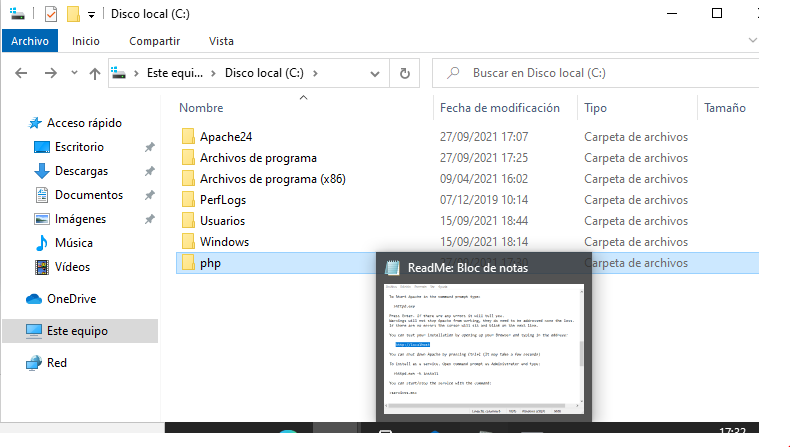 Disco local (C:)
Archivo Inicio Compartir Vista
Este equi... Disco local (C:) Buscar en Disco local (C:)
Nombre Fecha de modificación Tipo Tamaño
Acceso rápido
Escritorio
Descargas
Documentos
Imágenes
Música
Vídeos
OneDrive
Este equipo
Red
Apache24 27/09/2021 17:07 Carpeta de archivos
Archivos de programa 27/09/2021 17:25 Carpeta de archivos
Archivos de programa (x86) 09/04/2021 16:02 Carpeta de archivos
PerfLogs 07/12/2019 10:14 Carpeta de archivos
Usuarios 15/09/2021 18:44 Carpeta de archivos
Windows 15/09/2021 18:14 Carpeta de archivos
php 27/09/2021 17:30 Carpeta de archivos
ReadMe: Bloc de notas
To Start Apache in the command prompt type:
httpd.exe
Press Enter. If there are any errors it will tell you.
Warnings will not stop Apache from working, they do need to be addressed none the less.
If there are no errors the cursor will sit and blink on the next line.
You can test your installation by opening up your Browser and typing in the address:
http://localhost
You can shut down Apache by pressing Ctrl+C (It may take a few seconds)
To install as a service. Open command prompt as Administrator and type:
httpd.exe -k install
You can start/stop the service with the command:
17:32